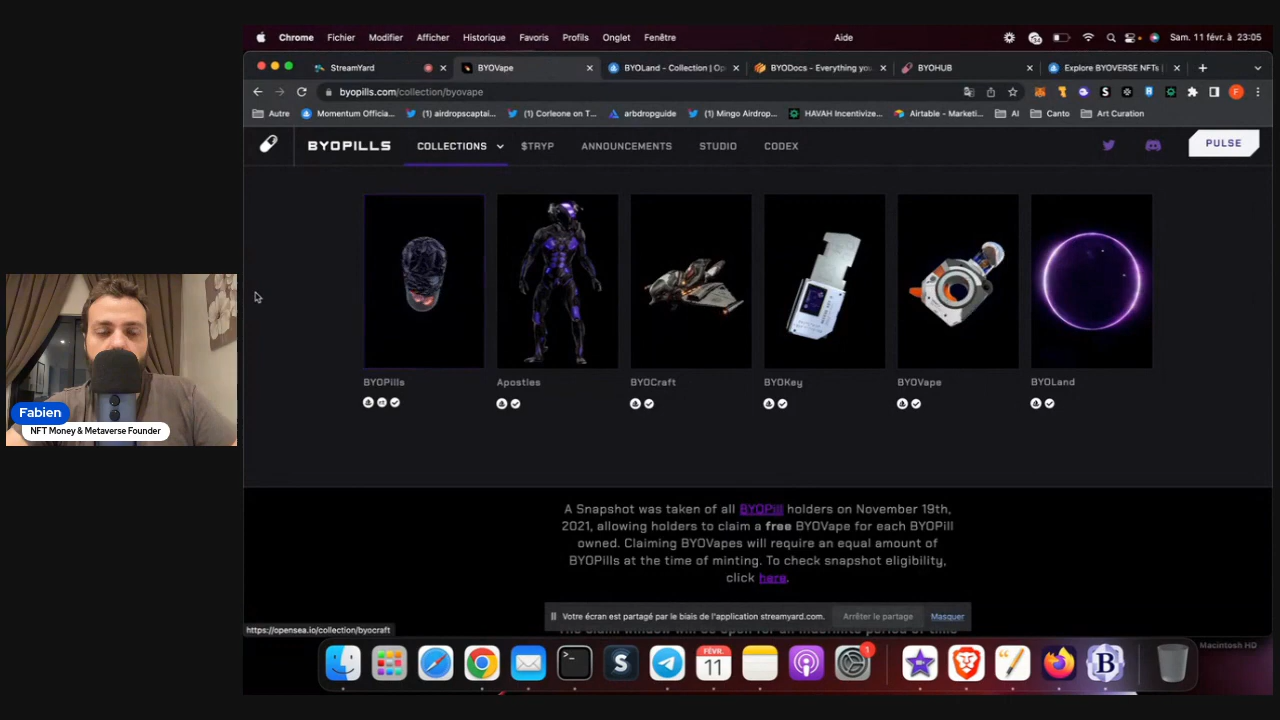 Chrome Fichier Modifier Afficher Historique Favoris Profils Onglet Fenêtre Aide Sam. 11 févr. à 23:05
StreamYard BYOVape BYOLand - Collection | Op BYODocs - Everything you BYOHUB Explore BYOVERSE NFTs |
byopills.com/collection/byovape
Autre Momentum Officia... (1) airdropscaptai... (1) Corleone on T... arbdropguide (1) Mingo Airdrop... HAVAH Incentivize... Airtable - Marketi... AI Canto Art Curation
BYOPILLS COLLECTIONS $TRYP ANNOUNCEMENTS STUDIO CODEX PULSE
BYOPills Apostles BYOCraft BYOKey BYOVape BYOLand
Fabien
NFT Money & Metaverse Founder
A Snapshot was taken of all BYOPill holders on November 19th,
2021, allowing holders to claim a free BYOVape for each BYOPill
owned. Claiming BYOVapes will require an equal amount of
BYOPills at the time of minting. To check snapshot eligibility,
click here.
Votre écran est partagé par le biais de l'application streamyard.com. Arrêter le partage Masquer
https://opensea.io/collection/byocraft
Macintosh HD
FÉVR.
11
1